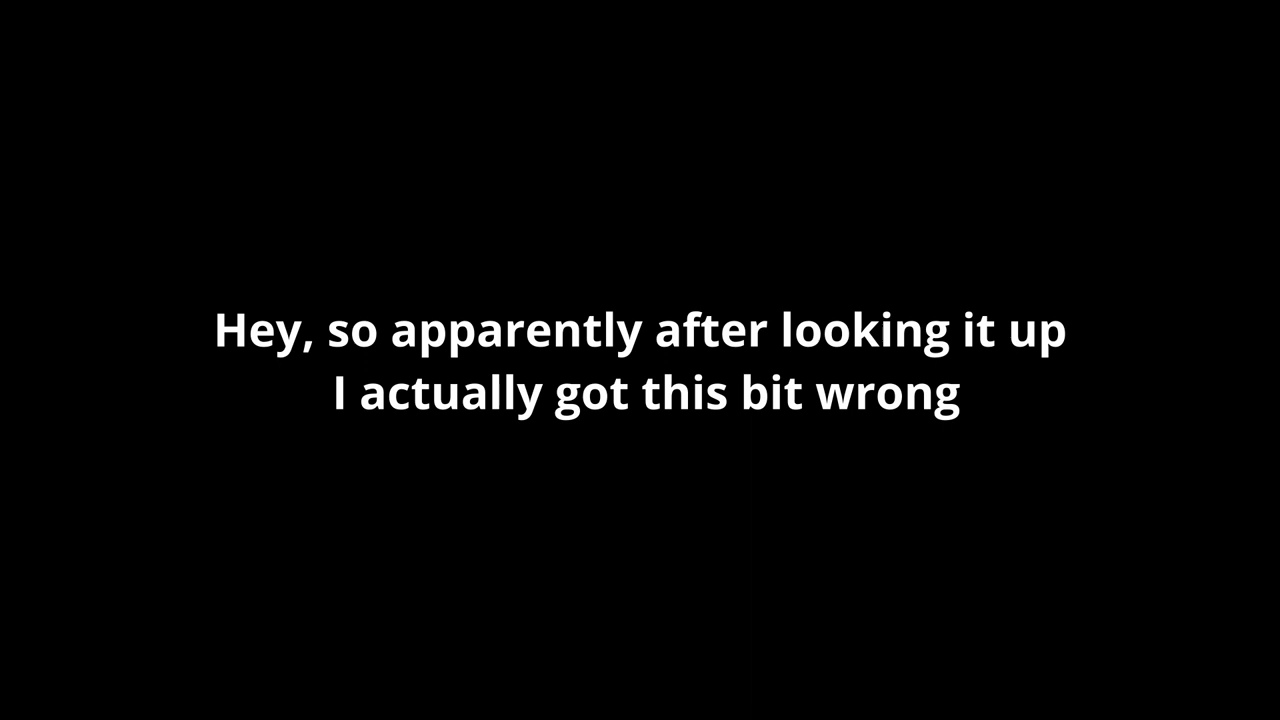 Hey, so apparently after looking it up
I actually got this bit wrong